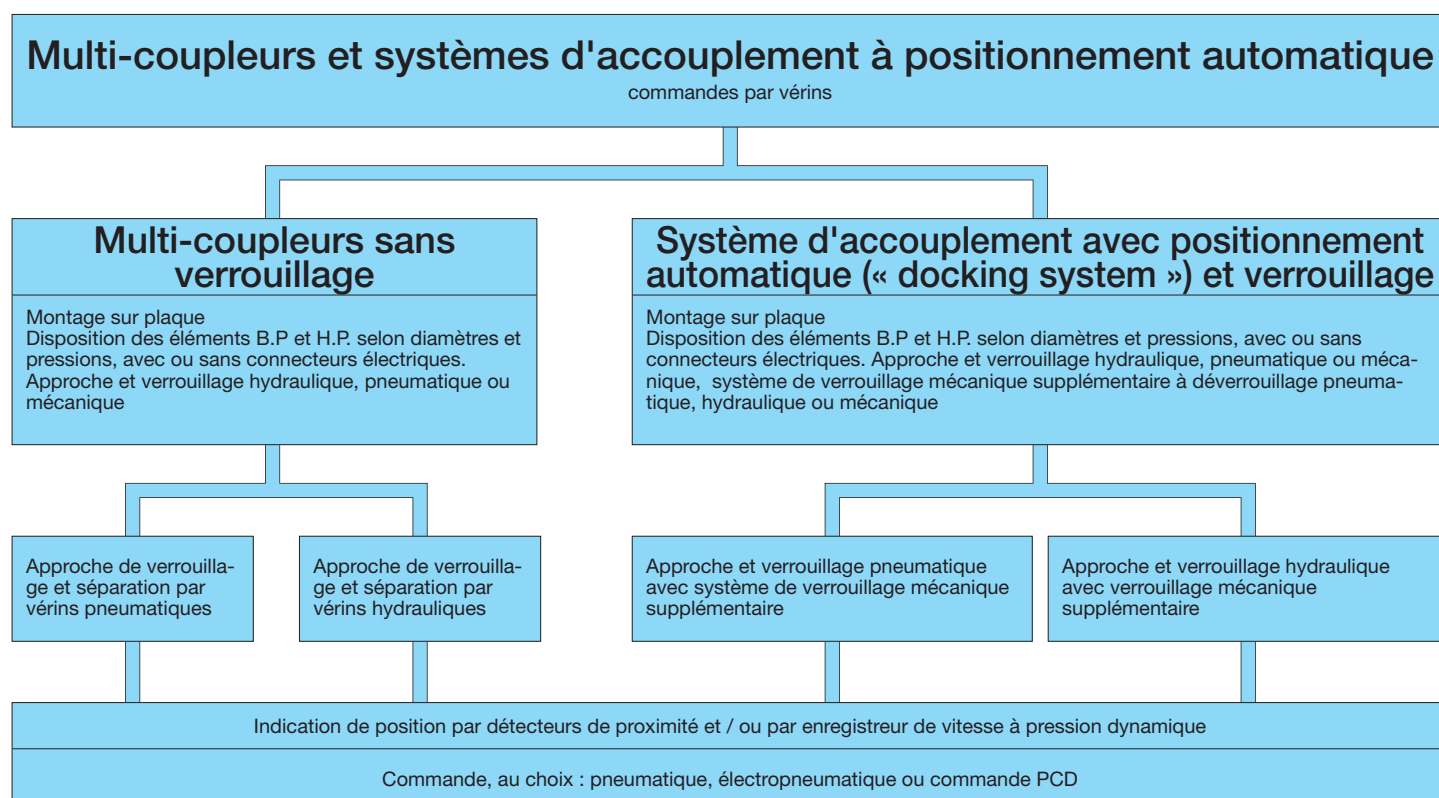 Multi-coupleurs et systèmes d'accouplement à positionnement automatique
commandes par vérins
Multi-coupleurs sans
verrouillage
Montage sur plaque
Disposition des éléments B.P et H.P. selon diamètres et
pressions, avec ou sans connecteurs électriques.
Approche et verrouillage hydraulique, pneumatique ou
mécanique
Système d'accouplement avec positionnement
automatique (« docking system ») et verrouillage
Montage sur plaque
Disposition des éléments B.P et H.P. selon diamètres et pressions, avec ou sans
connecteurs électriques. Approche et verrouillage hydraulique, pneumatique ou méca-
nique, système de verrouillage mécanique supplémentaire à déverrouillage pneuma-
tique, hydraulique ou mécanique
Approche de verrouilla-
ge et séparation par
vérins pneumatiques
Approche de verrouilla-
ge et séparation par
vérins hydrauliques
Approche et verrouillage pneumatique
avec système de verrouillage mécanique
supplémentaire
Approche et verrouillage hydraulique
avec verrouillage mécanique
supplémentaire
Indication de position par détecteurs de proximité et / ou par enregistreur de vitesse à pression dynamique
Commande, au choix : pneumatique, électropneumatique ou commande PCD